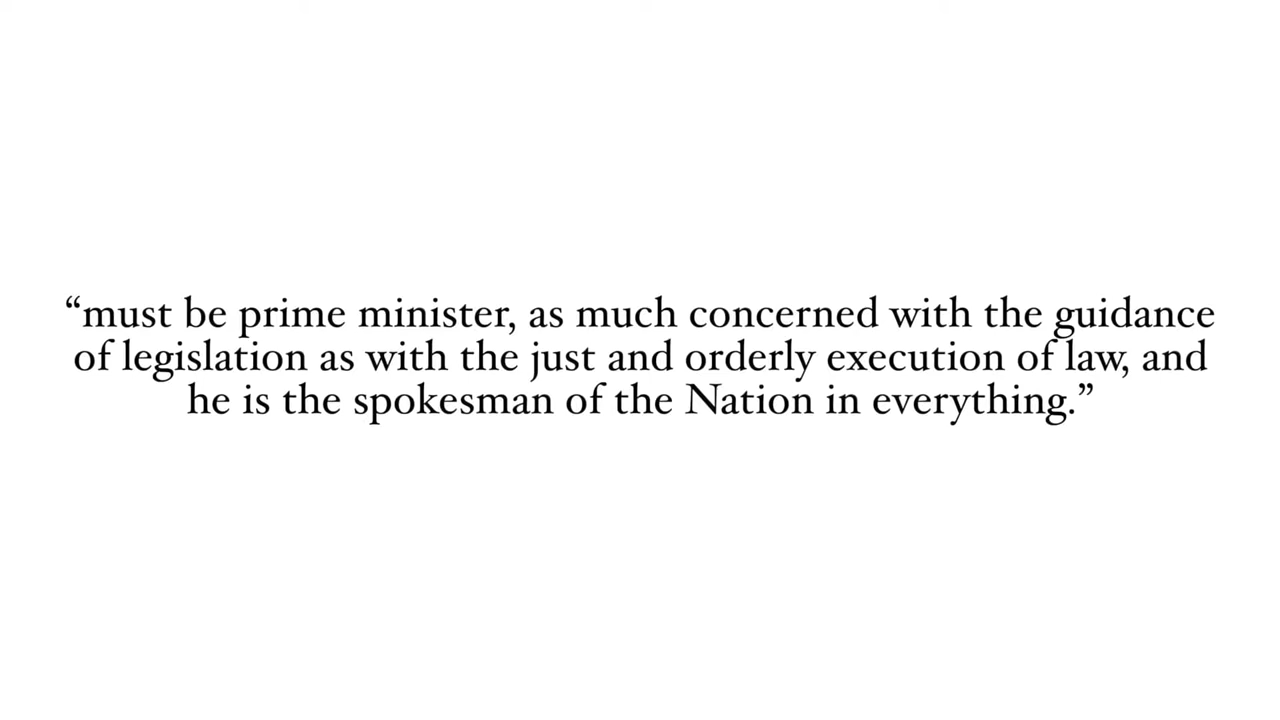 “must be prime minister, as much concerned with the guidance
of legislation as with the just and orderly execution of law, and
he is the spokesman of the Nation in everything.”